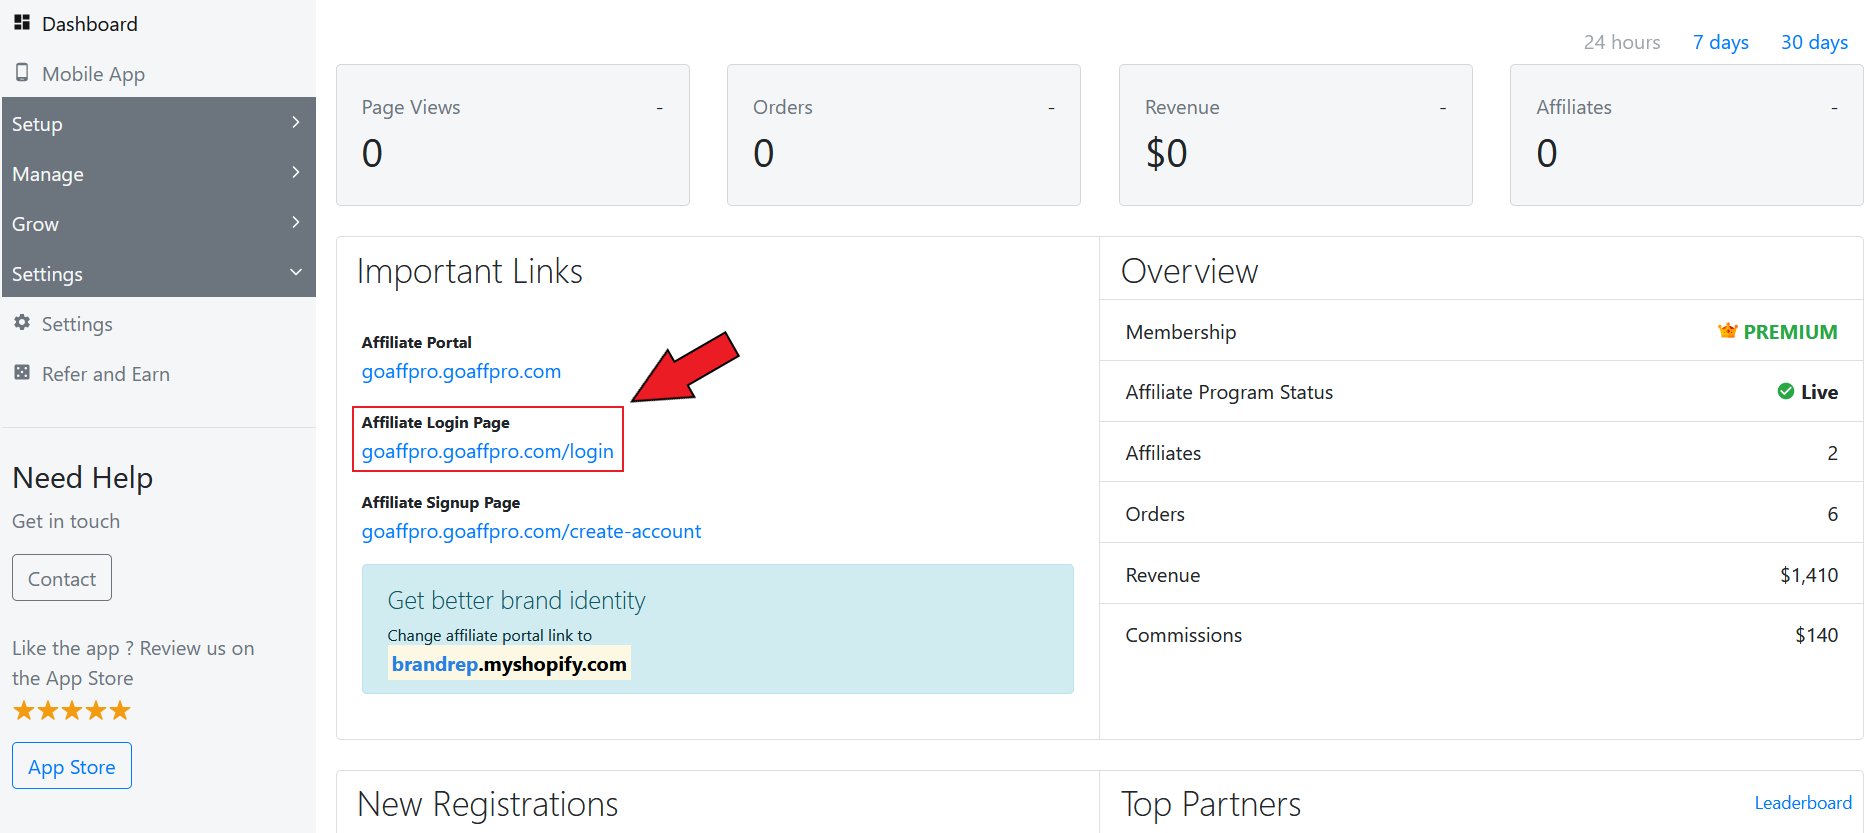 Dashboard
Mobile App
Setup
Manage
Grow
Settings
Settings
Refer and Earn
Need Help
Get in touch
Contact
Like the app ? Review us on
the App Store
App Store
24 hours 7 days 30 days
Page Views -
0
Orders -
0
Revenue -
$0
Affiliates -
0
Important Links
Affiliate Portal
goaffpro.goaffpro.com
Affiliate Login Page
goaffpro.goaffpro.com/login
Affiliate Signup Page
goaffpro.goaffpro.com/create-account
Get better brand identity
Change affiliate portal link to
brandrep.myshopify.com
Overview
Membership PREMIUM
Affiliate Program Status Live
Affiliates 2
Orders 6
Revenue $1,410
Commissions $140
New Registrations
Top Partners Leaderboard